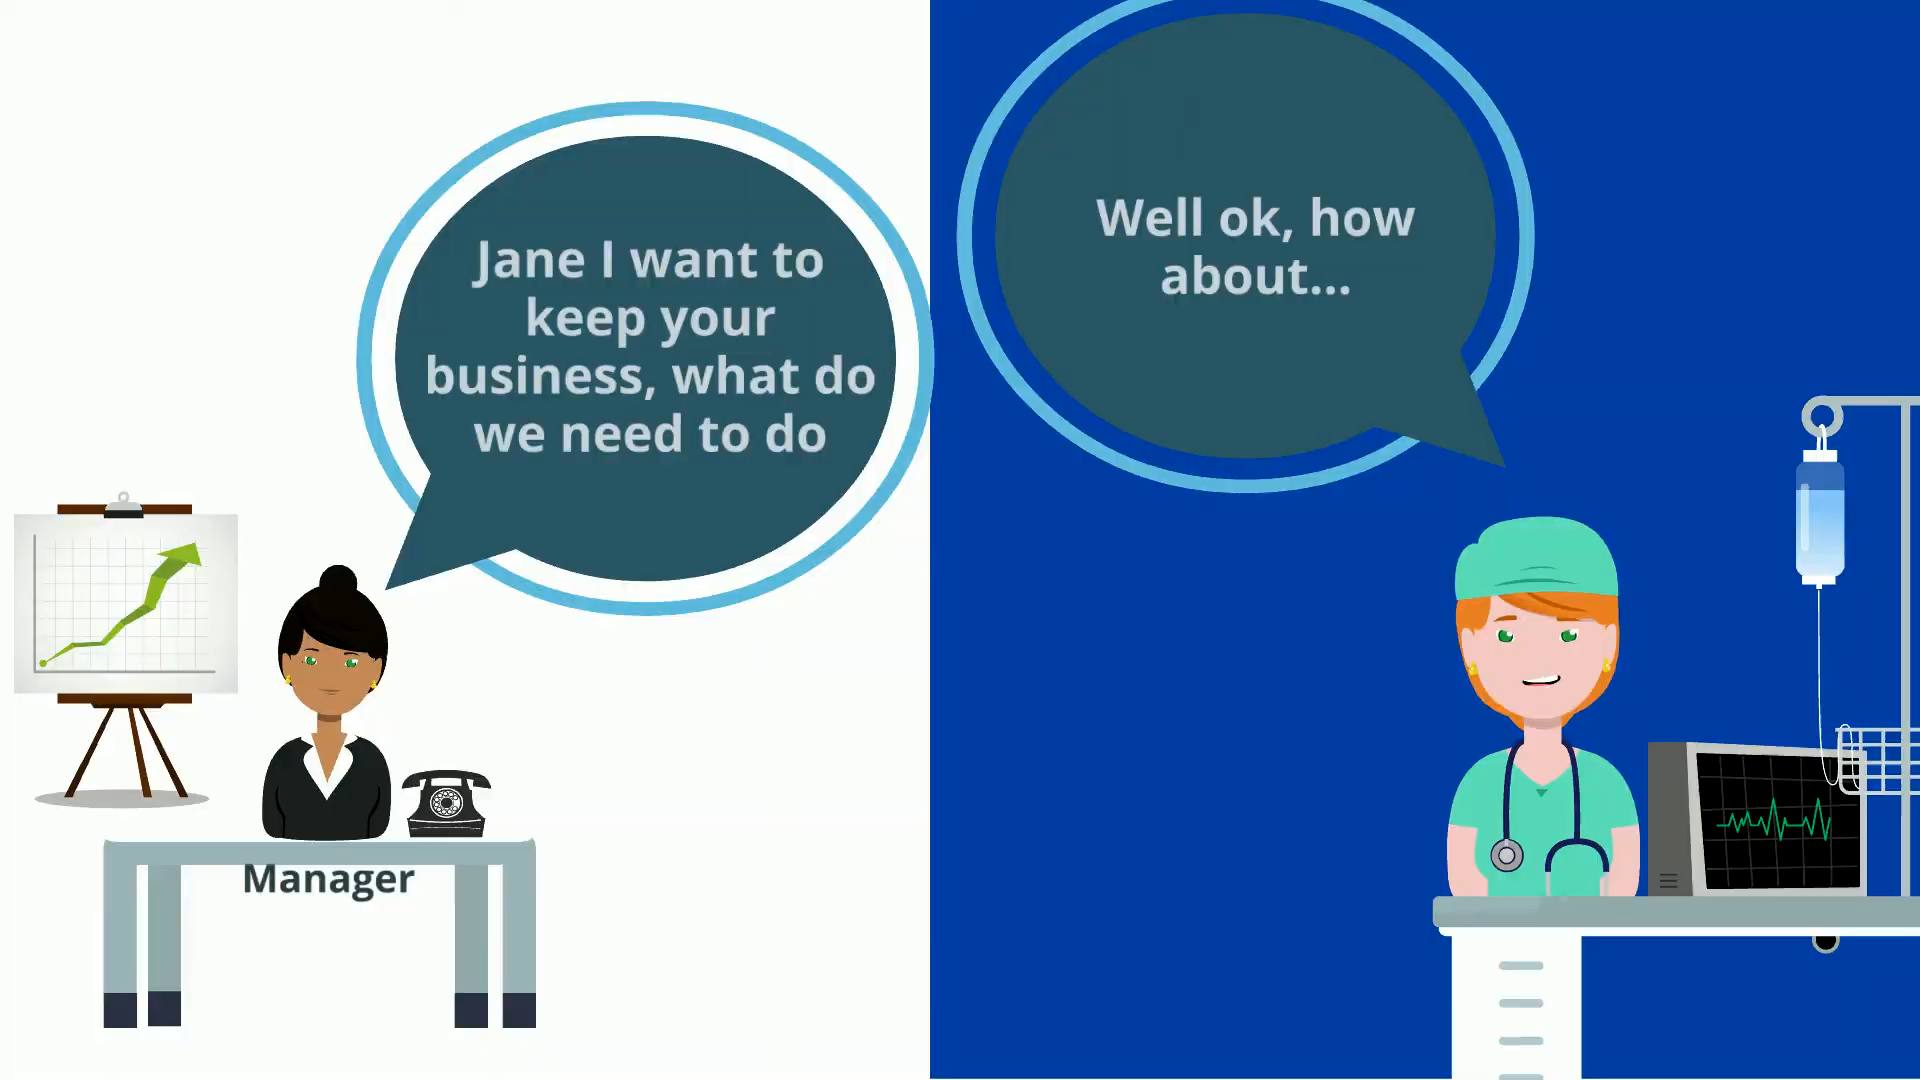 Jane I want to
keep your
business, what do
we need to do
Well ok, how
about...
Manager